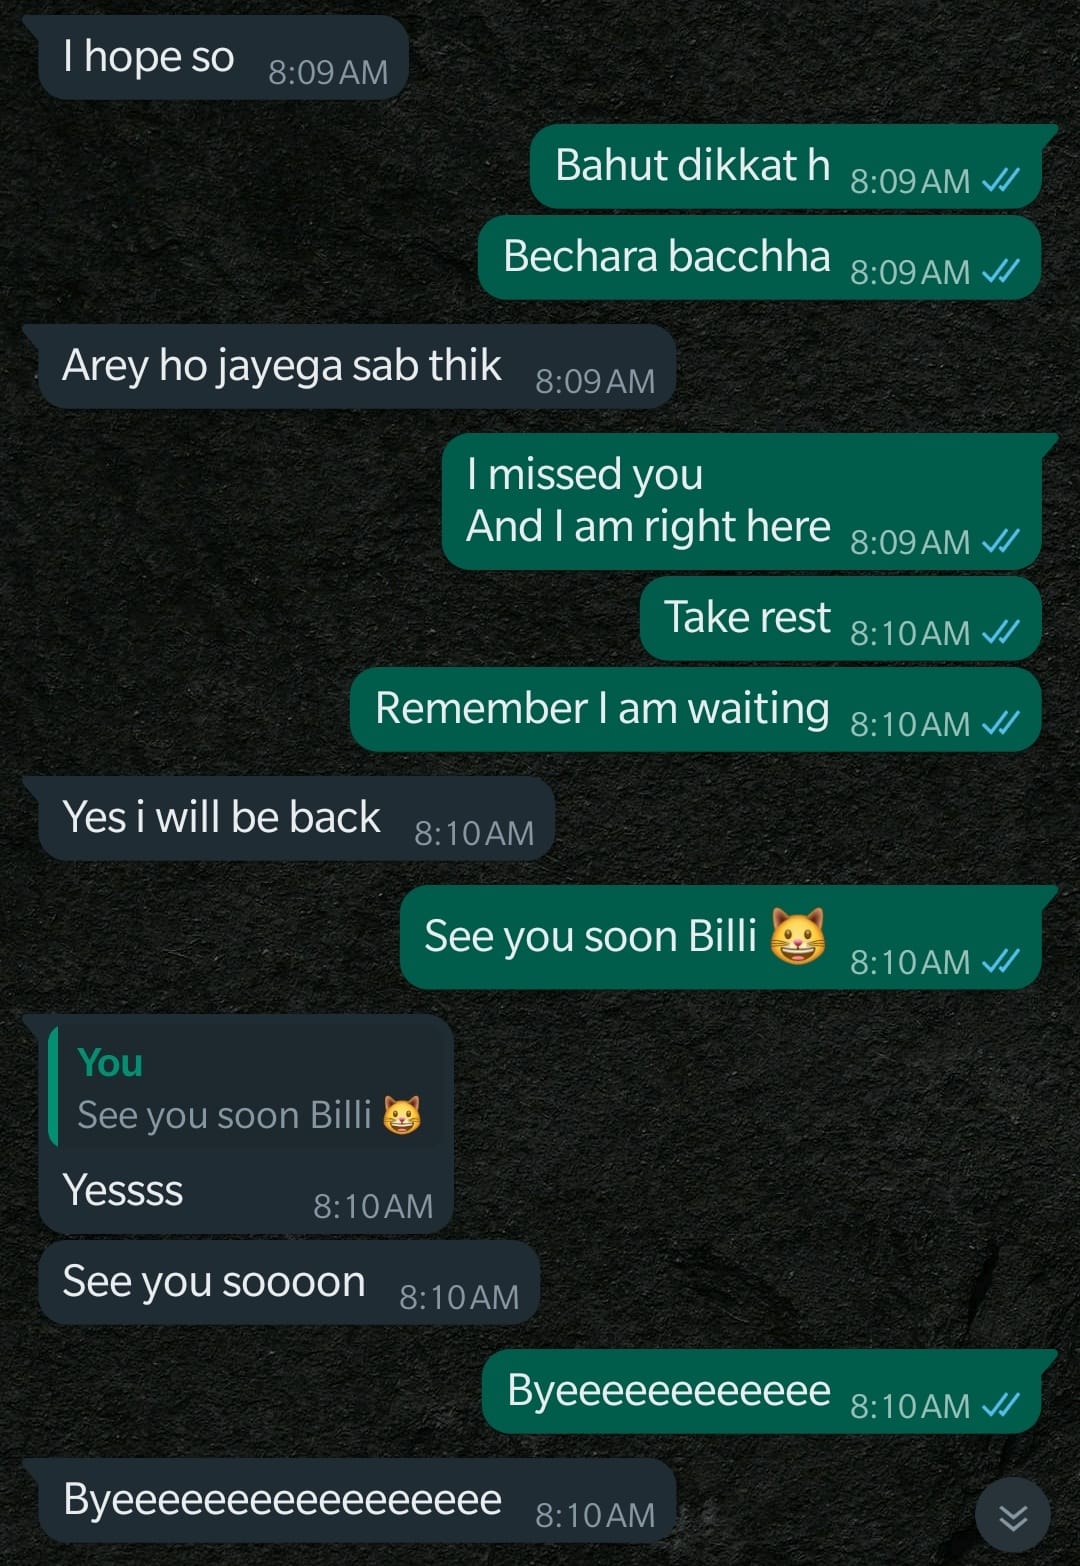 I hope so 8:09 AM
Bahut dikkat h 8:09 AM
Bechara bacchha 8:09 AM
Arey ho jayega sab thik 8:09 AM
I missed you
And I am right here 8:09 AM
Take rest 8:10 AM
Remember I am waiting 8:10 AM
Yes i will be back 8:10 AM
See you soon Billi 😺 8:10 AM
You
See you soon Billi 😺
Yessss 8:10 AM
See you soooon 8:10 AM
Byeeeeeeeeeeeee 8:10 AM
Byeeeeeeeeeeeeeeeeee 8:10 AM